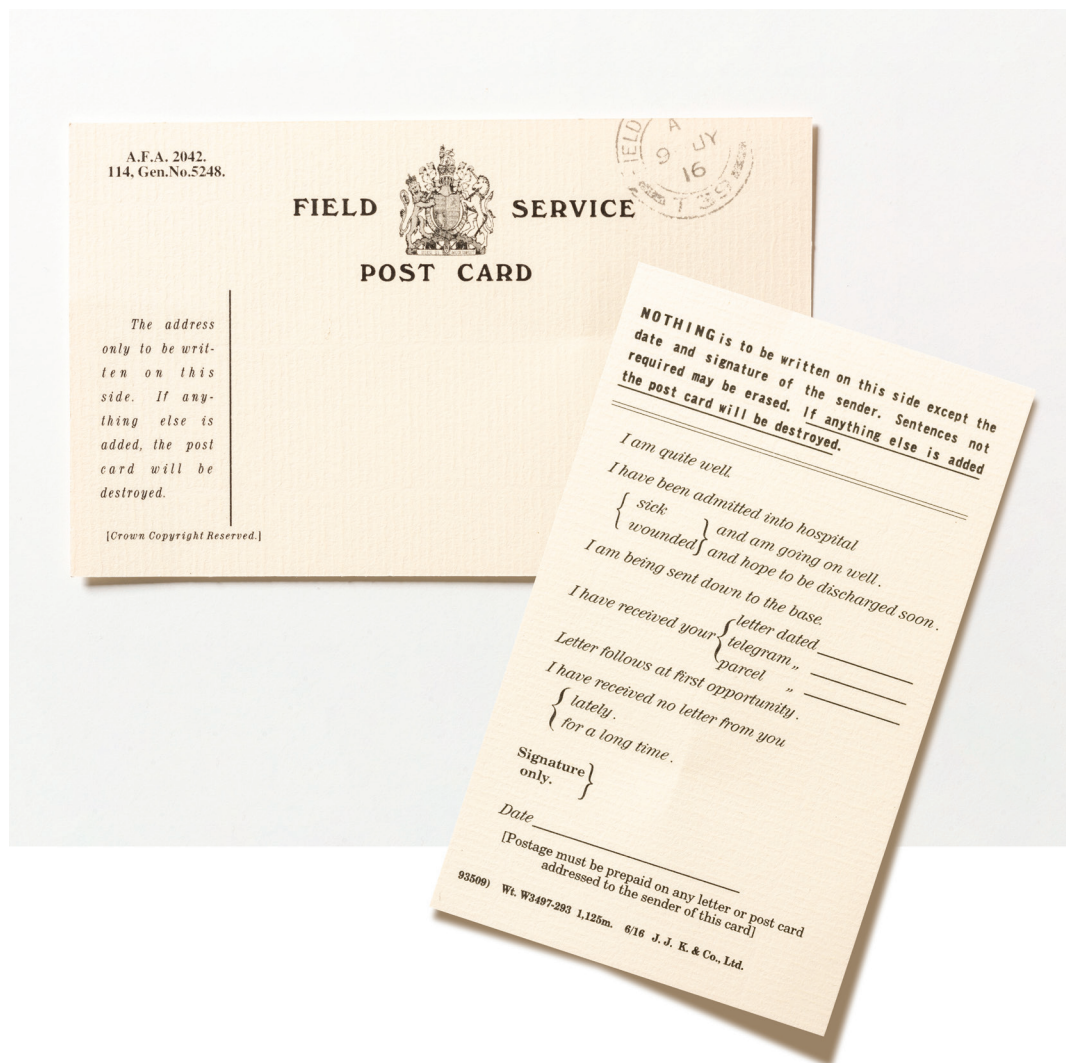 A.F.A. 2042.
114, Gen.No.5248.
FIELD SERVICE
POST CARD
The address
only to be writ-
ten on this
side. If any-
thing else is
added, the post
card will be
destroyed.
[Crown Copyright Reserved.]
IELD
A
9 JY
16
NOTHING is to be written on this side except the
date and signature of the sender. Sentences not
required may be erased. If anything else is added
the post card will be destroyed.
I am quite well.
I have been admitted into hospital
sick
wounded
and am going on well.
and hope to be discharged soon.
I am being sent down to the base.
I have received your
letter dated
telegram „
parcel „
Letter follows at first opportunity.
I have received no letter from you
lately.
for a long time.
Signature
only.
Date
[Postage must be prepaid on any letter or post card
addressed to the sender of this card]
93509) Wt. W3497-293 1,125m. 6/16 J. J. K. & Co., Ltd.